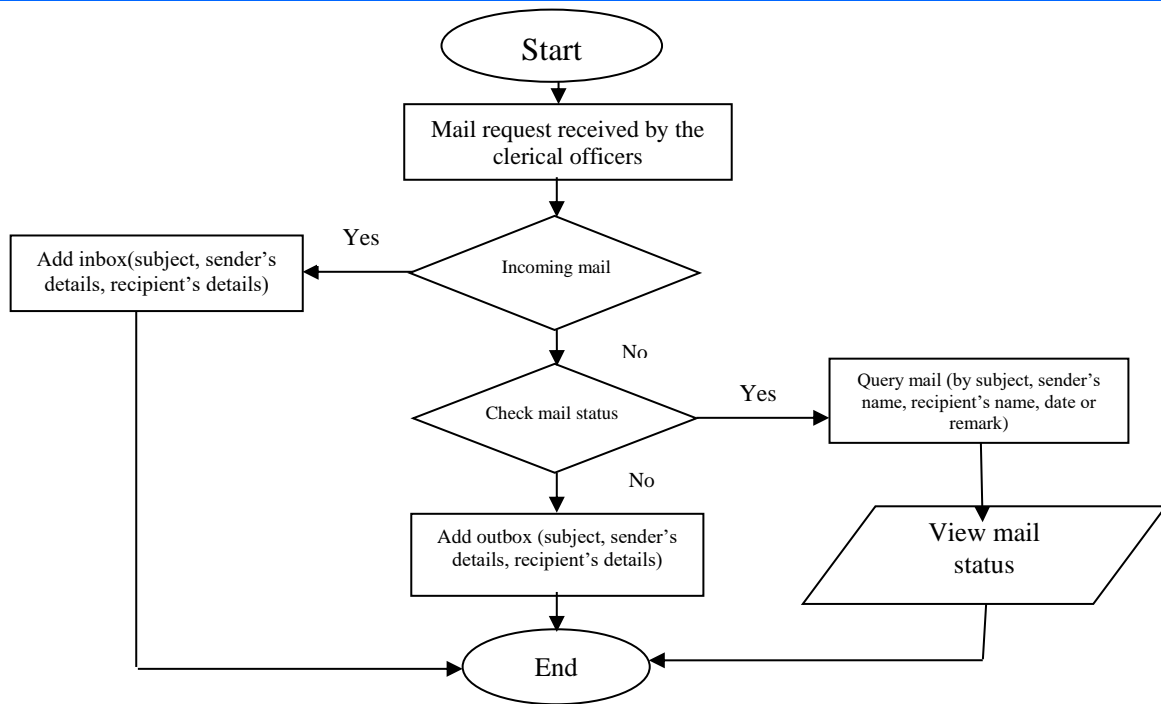 Start
Mail request received by the
clerical officers
Yes
Add inbox(subject, sender’s
details, recipient’s details)
Incoming mail
No
Check mail status
Yes
Query mail (by subject, sender’s
name, recipient’s name, date or
remark)
No
Add outbox (subject, sender’s
details, recipient’s details)
View mail
status
End